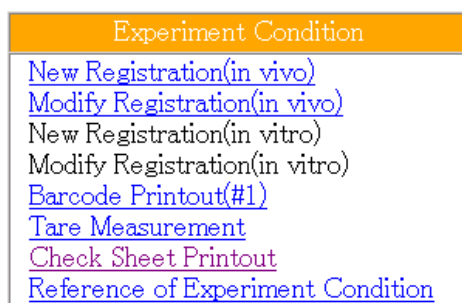 Experiment Condition
New Registration(in vivo)
Modify Registration(in vivo)
New Registration(in vitro)
Modify Registration(in vitro)
Barcode Printout(#1)
Tare Measurement
Check Sheet Printout
Reference of Experiment Condition